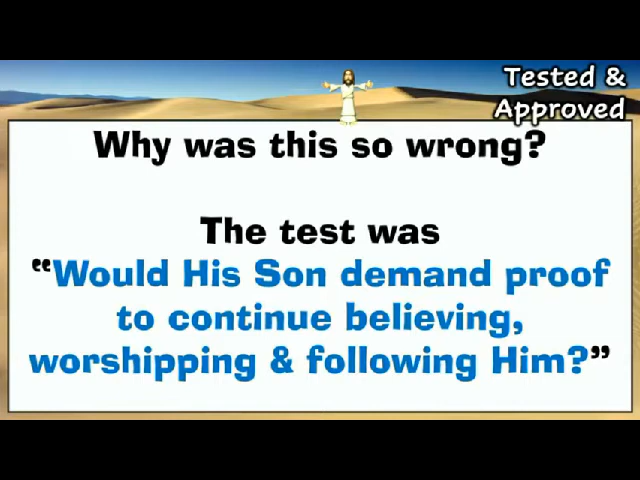 Tested &
Approved
Why was this so wrong?
The test was
“Would His Son demand proof
to continue believing,
worshipping & following Him?”